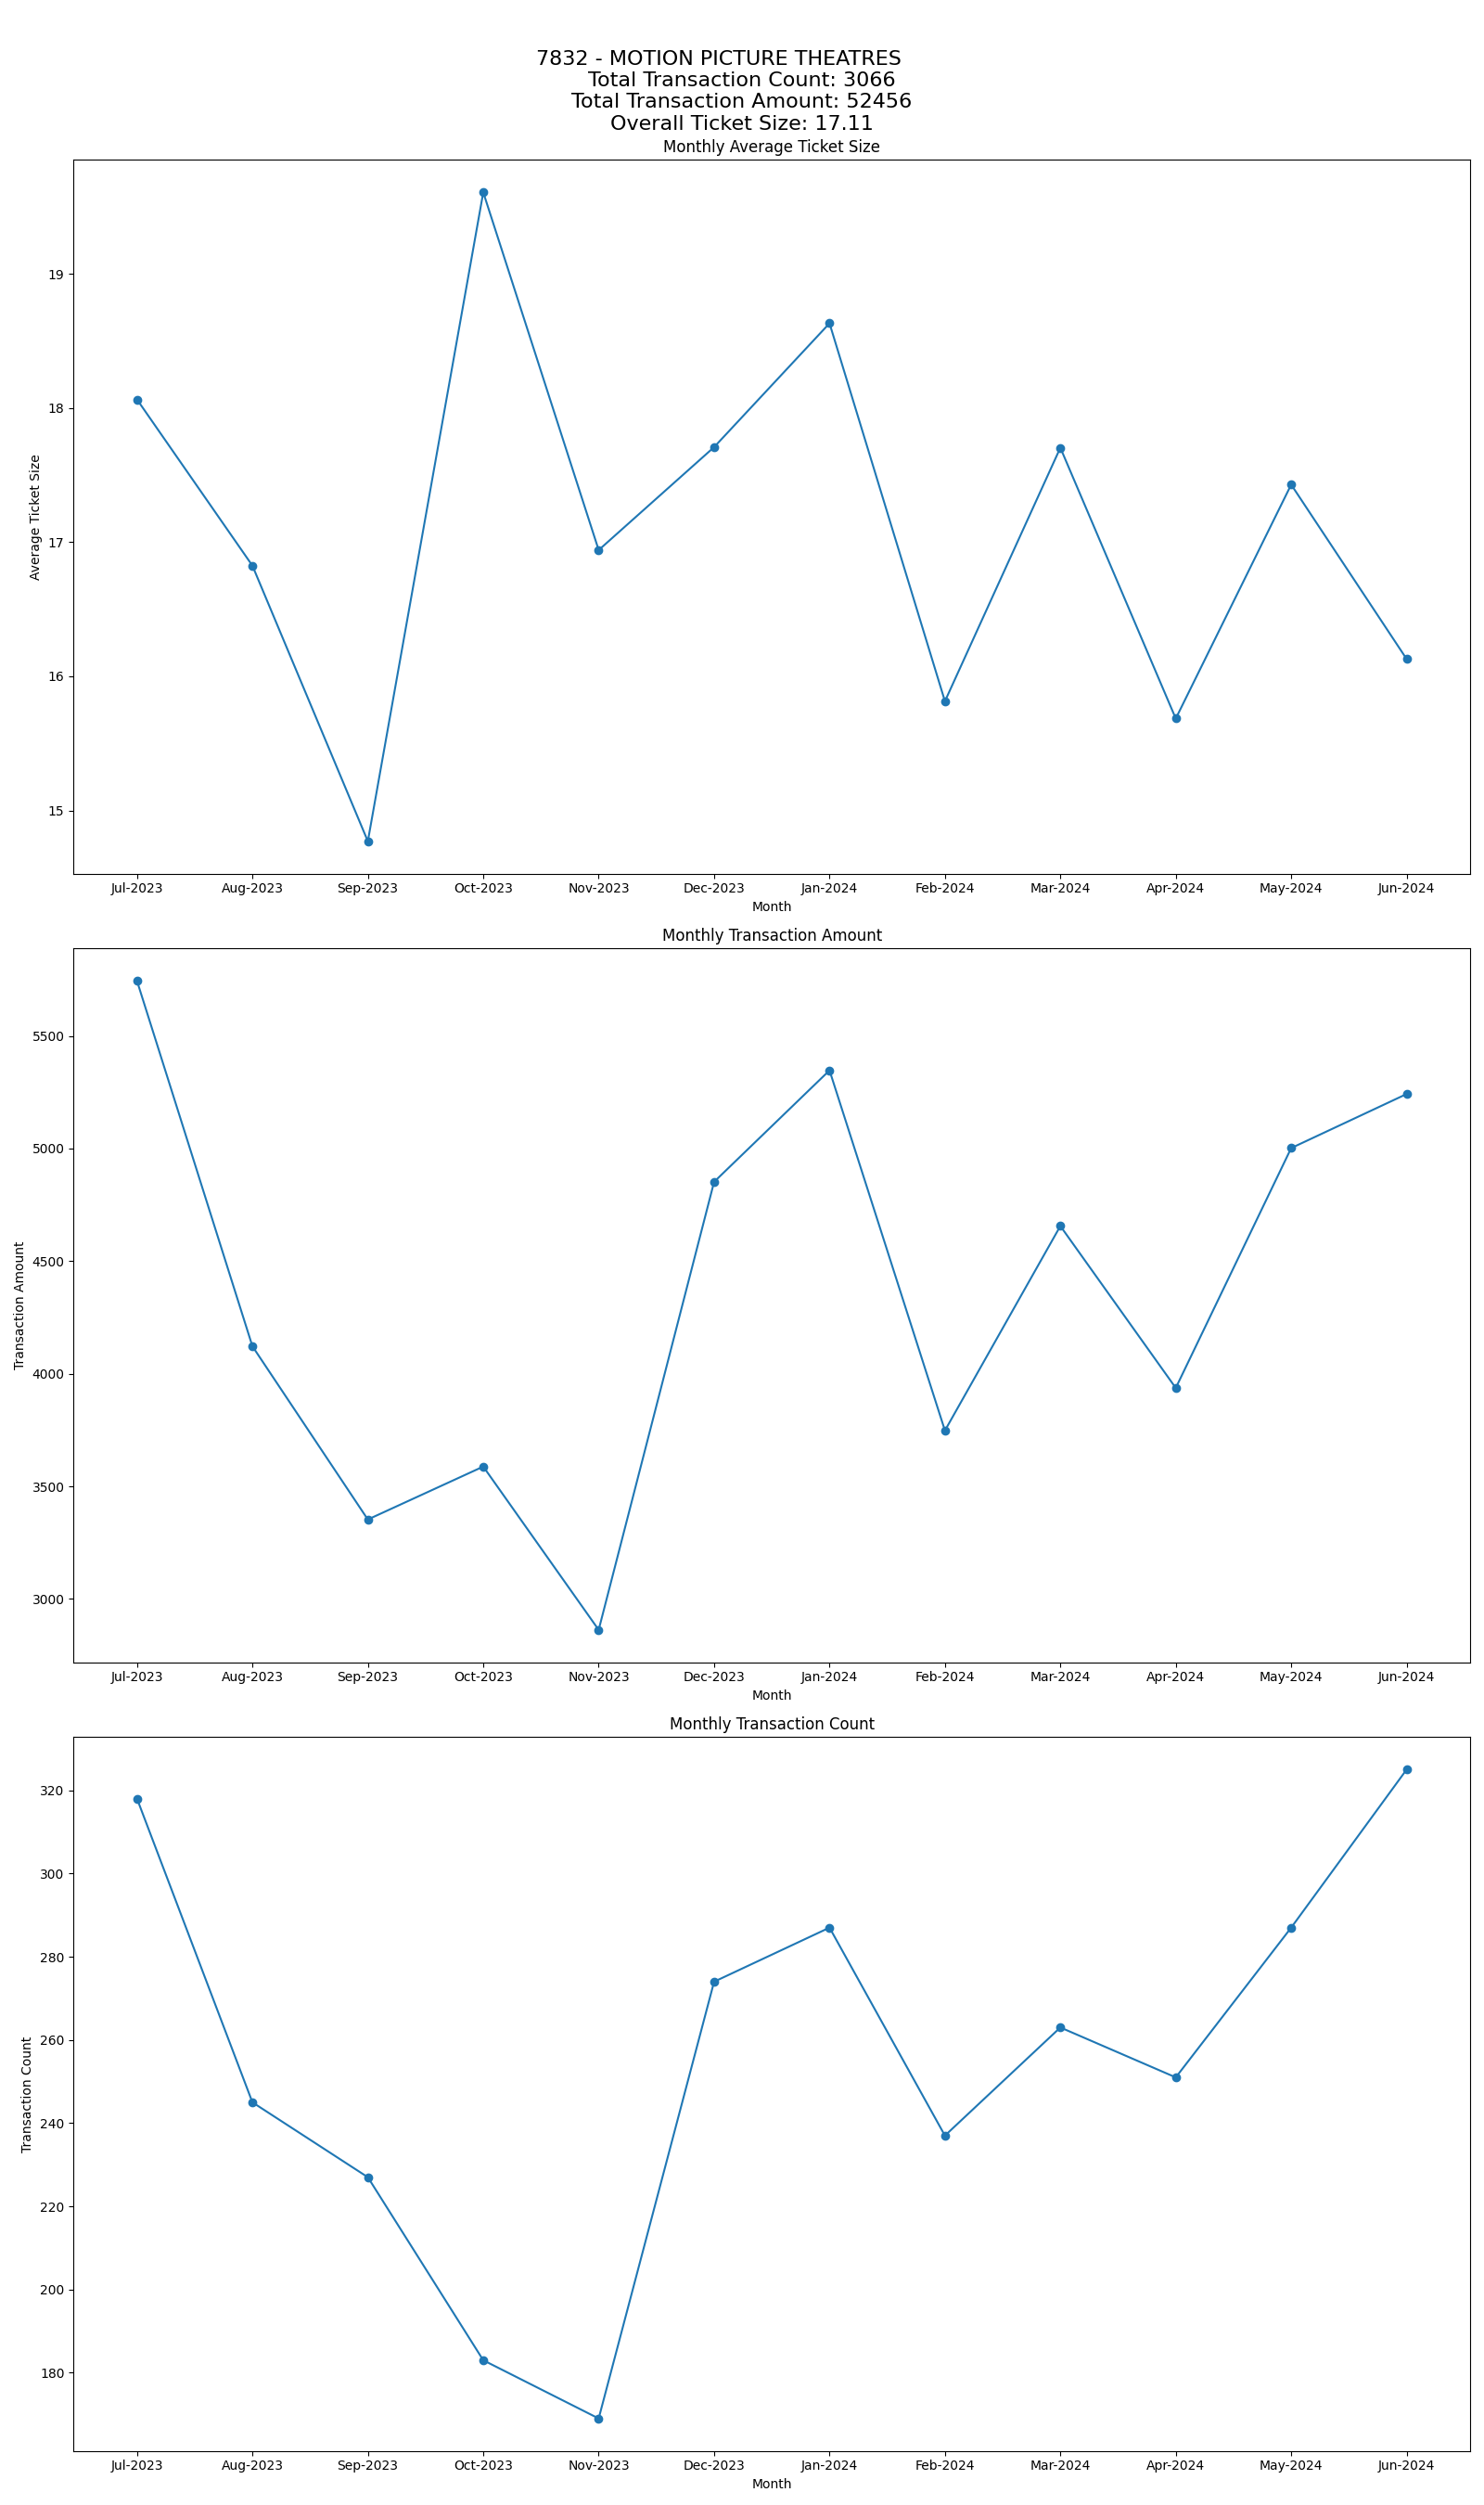 7832 - MOTION PICTURE THEATRES
Total Transaction Count: 3066
Total Transaction Amount: 52456
Overall Ticket Size: 17.11
Monthly Average Ticket Size
19
18
17
16
15
Average Ticket Size
Jul-2023 Aug-2023 Sep-2023 Oct-2023 Nov-2023 Dec-2023 Jan-2024 Feb-2024 Mar-2024 Apr-2024 May-2024 Jun-2024
Month
Monthly Transaction Amount
5500
5000
4500
4000
3500
3000
Transaction Amount
Jul-2023 Aug-2023 Sep-2023 Oct-2023 Nov-2023 Dec-2023 Jan-2024 Feb-2024 Mar-2024 Apr-2024 May-2024 Jun-2024
Month
Monthly Transaction Count
320
300
280
260
240
220
200
180
Transaction Count
Jul-2023 Aug-2023 Sep-2023 Oct-2023 Nov-2023 Dec-2023 Jan-2024 Feb-2024 Mar-2024 Apr-2024 May-2024 Jun-2024
Month